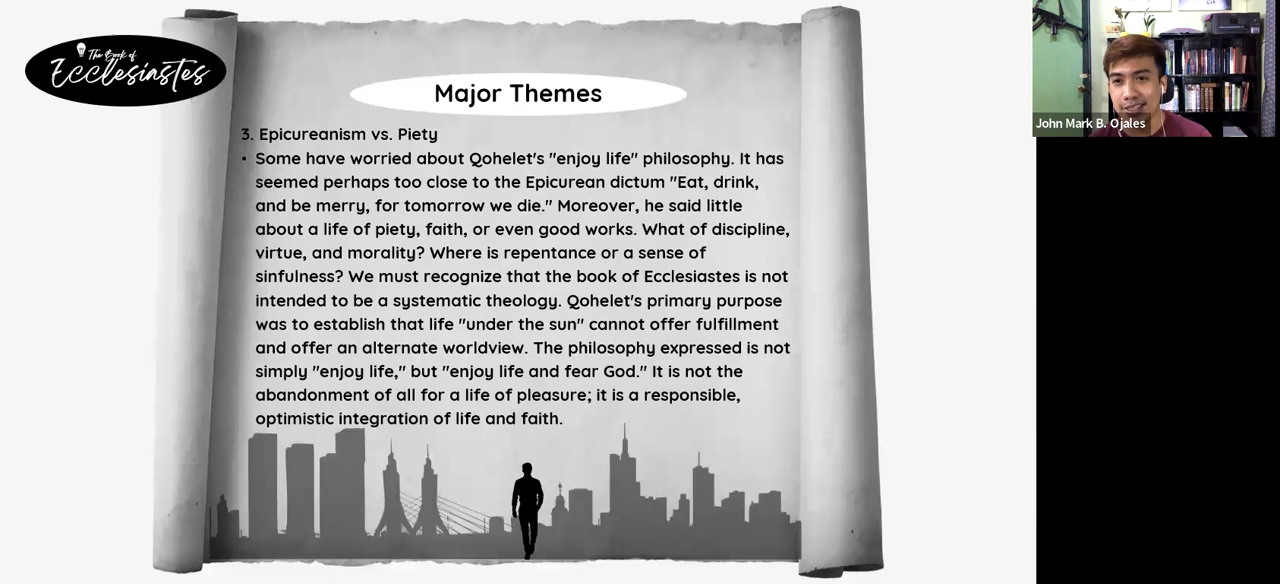 The Book of
Ecclesiastes
Major Themes
3. Epicureanism vs. Piety
• Some have worried about Qohelet's "enjoy life" philosophy. It has
seemed perhaps too close to the Epicurean dictum "Eat, drink,
and be merry, for tomorrow we die." Moreover, he said little
about a life of piety, faith, or even good works. What of discipline,
virtue, and morality? Where is repentance or a sense of
sinfulness? We must recognize that the book of Ecclesiastes is not
intended to be a systematic theology. Qohelet's primary purpose
was to establish that life "under the sun" cannot offer fulfillment
and offer an alternate worldview. The philosophy expressed is not
simply "enjoy life," but "enjoy life and fear God." It is not the
abandonment of all for a life of pleasure; it is a responsible,
optimistic integration of life and faith.
John Mark B. Ojales